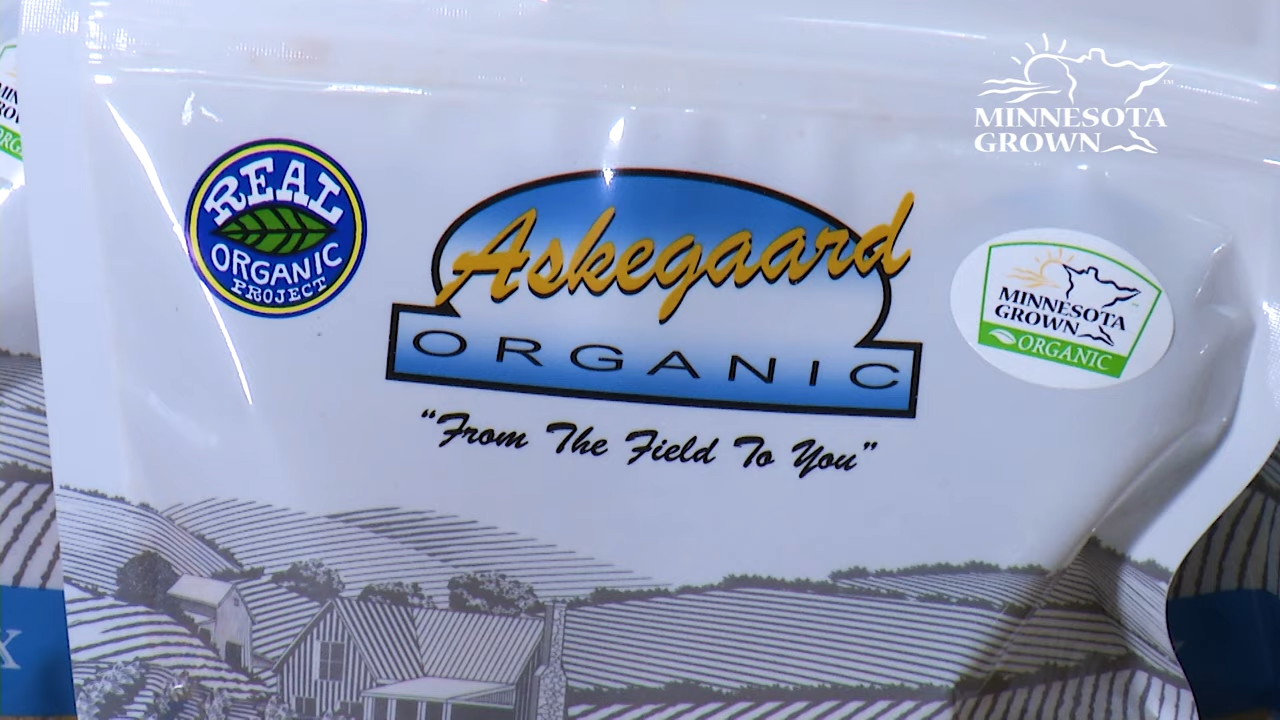 MINNESOTA
GROWN
REAL
ORGANIC
PROJECT
Askegaard
ORGANIC
"From The Field To You"
MINNESOTA
GROWN
ORGANIC
X